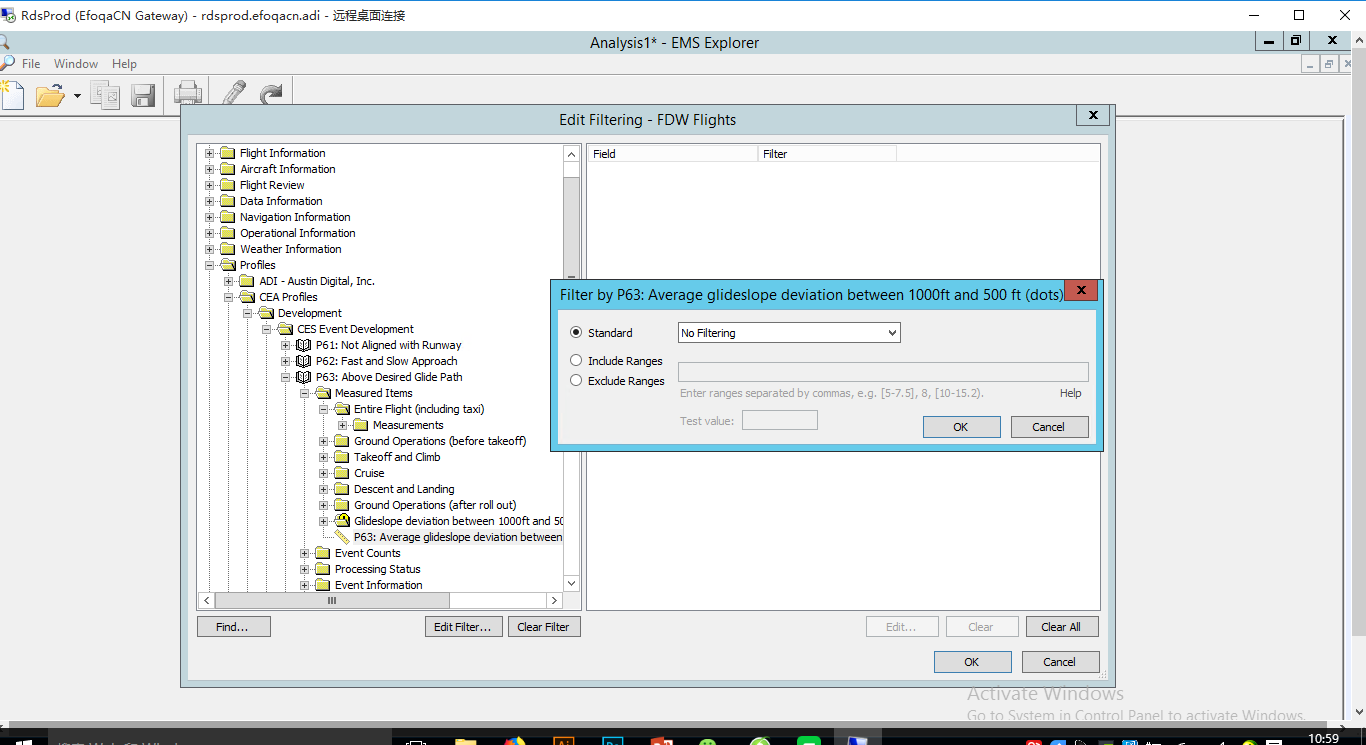 RdsProd (EfoqaCN Gateway) - rdsprod.efoqacn.adi - 远程桌面连接
Analysis1* - EMS Explorer
File Window Help
Edit Filtering - FDW Flights
Flight Information
Aircraft Information
Flight Review
Data Information
Navigation Information
Operational Information
Weather Information
Profiles
ADI - Austin Digital, Inc.
CEA Profiles
Development
CES Event Development
P61: Not Aligned with Runway
P62: Fast and Slow Approach
P63: Above Desired Glide Path
Measured Items
Entire Flight (including taxi)
Measurements
Ground Operations (before takeoff)
Takeoff and Climb
Cruise
Descent and Landing
Ground Operations (after roll out)
Glideslope deviation between 1000ft and 50
P63: Average glideslope deviation between
Event Counts
Processing Status
Event Information
Field Filter
Filter by P63: Average glideslope deviation between 1000ft and 500 ft (dots)
Standard No Filtering
Include Ranges
Exclude Ranges
Enter ranges separated by commas, e.g. [5-7.5], 8, [10-15.2).
Help
Test value:
OK Cancel
Find... Edit Filter... Clear Filter Edit... Clear Clear All
OK Cancel
Activate Windows
Go to System in Control Panel to activate Windows.
10:59